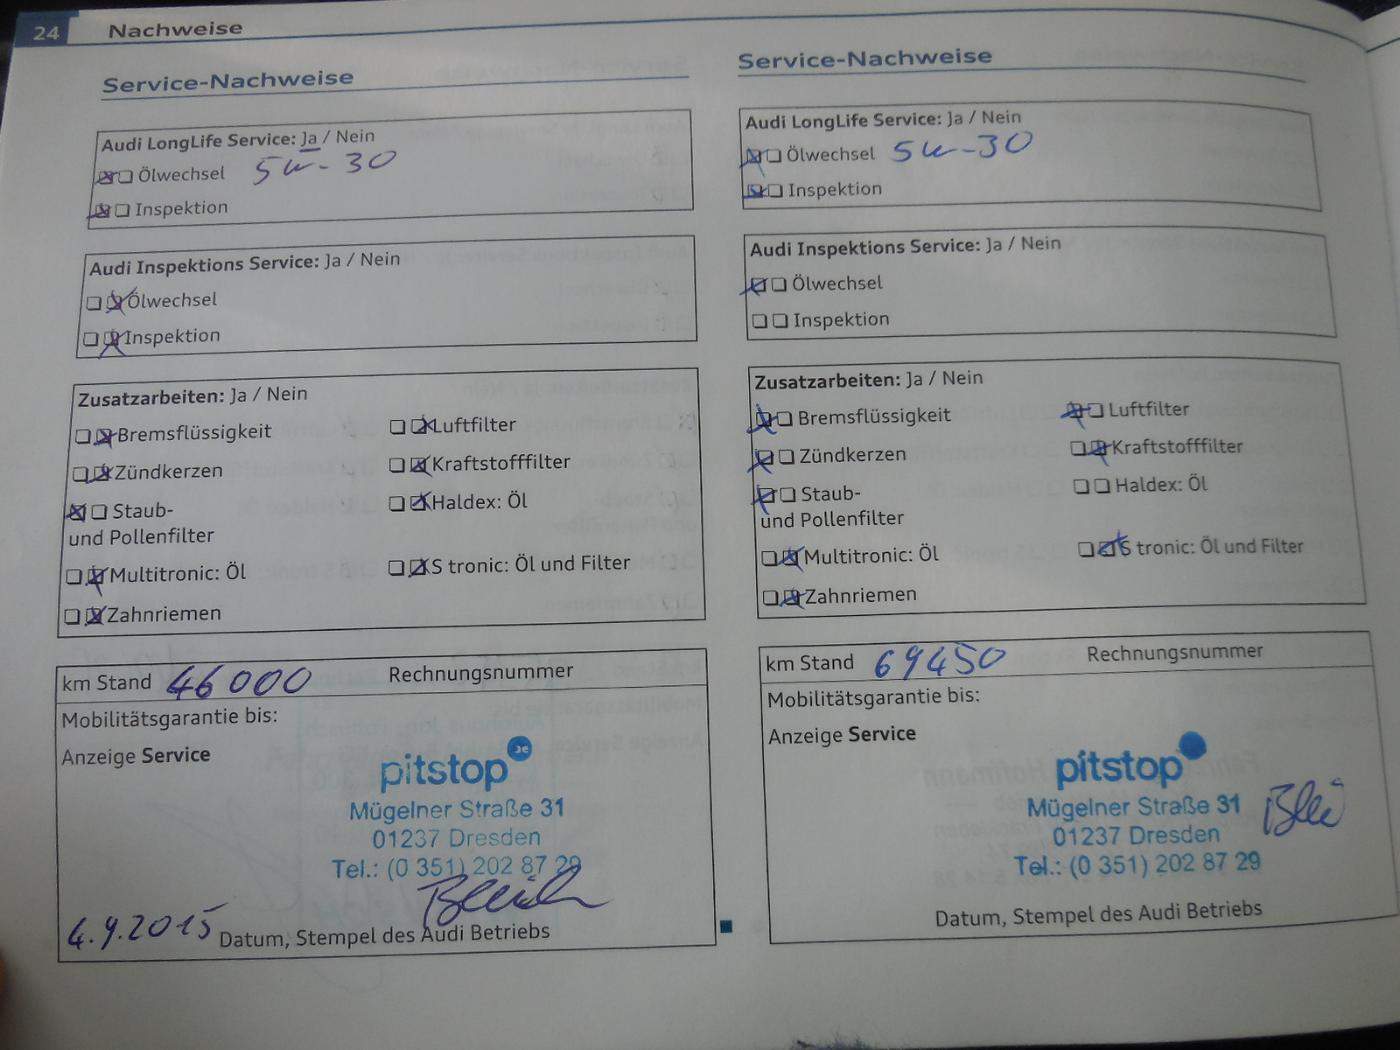 24 Nachweise
Service-Nachweise
Audi LongLife Service: Ja / Nein
Ölwechsel 5W-30
Inspektion
Audi Inspektions Service: Ja / Nein
Ölwechsel
Inspektion
Zusatzarbeiten: Ja / Nein
Bremsflüssigkeit Luftfilter
Zündkerzen Kraftstofffilter
Staub- Haldex: Öl
und Pollenfilter
Multitronic: Öl S tronic: Öl und Filter
Zahnriemen
km Stand 46000 Rechnungsnummer
Mobilitätsgarantie bis:
Anzeige Service
pitstop
Mügelner Straße 31
01237 Dresden
Tel.: (0 351) 202 87 29
4.9.2015 Datum, Stempel des Audi Betriebs
Service-Nachweise
Audi LongLife Service: Ja / Nein
Ölwechsel 5W-30
Inspektion
Audi Inspektions Service: Ja / Nein
Ölwechsel
Inspektion
Zusatzarbeiten: Ja / Nein
Bremsflüssigkeit Luftfilter
Zündkerzen Kraftstofffilter
Staub- Haldex: Öl
und Pollenfilter
Multitronic: Öl S tronic: Öl und Filter
Zahnriemen
km Stand 69450 Rechnungsnummer
Mobilitätsgarantie bis:
Anzeige Service
pitstop
Mügelner Straße 31
01237 Dresden
Tel.: (0 351) 202 87 29
Datum, Stempel des Audi Betriebs